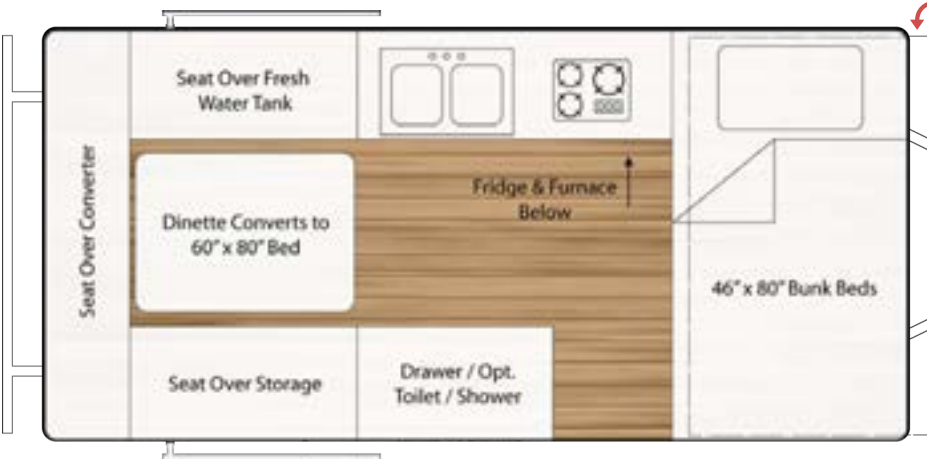 Seat Over Fresh
Water Tank
Seat Over Converter
Dinette Converts to
60" x 80" Bed
Fridge & Furnace
Below
46" x 80" Bunk Beds
Seat Over Storage
Drawer / Opt.
Toilet / Shower